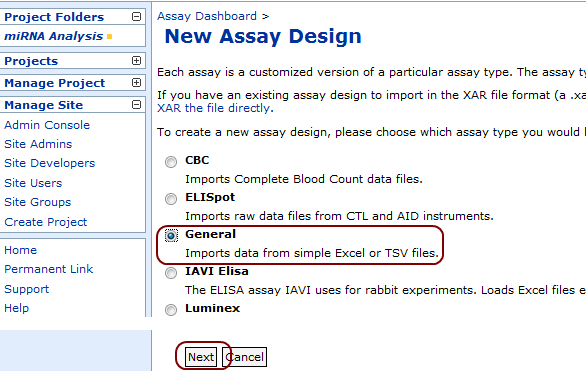 Project Folders
miRNA Analysis
Projects
Manage Project
Manage Site
Admin Console
Site Admins
Site Developers
Site Users
Site Groups
Create Project
Home
Permanent Link
Support
Help
Assay Dashboard >
New Assay Design
Each assay is a customized version of a particular assay type. The assay ty
If you have an existing assay design to import in the XAR file format (a .xa
XAR the file directly.
To create a new assay design, please choose which assay type you would l
CBC
Imports Complete Blood Count data files.
ELISpot
Imports raw data files from CTL and AID instruments.
General
Imports data from simple Excel or TSV files.
IAVI Elisa
The ELISA assay IAVI uses for rabbit experiments. Loads Excel files e
Luminex
Next Cancel